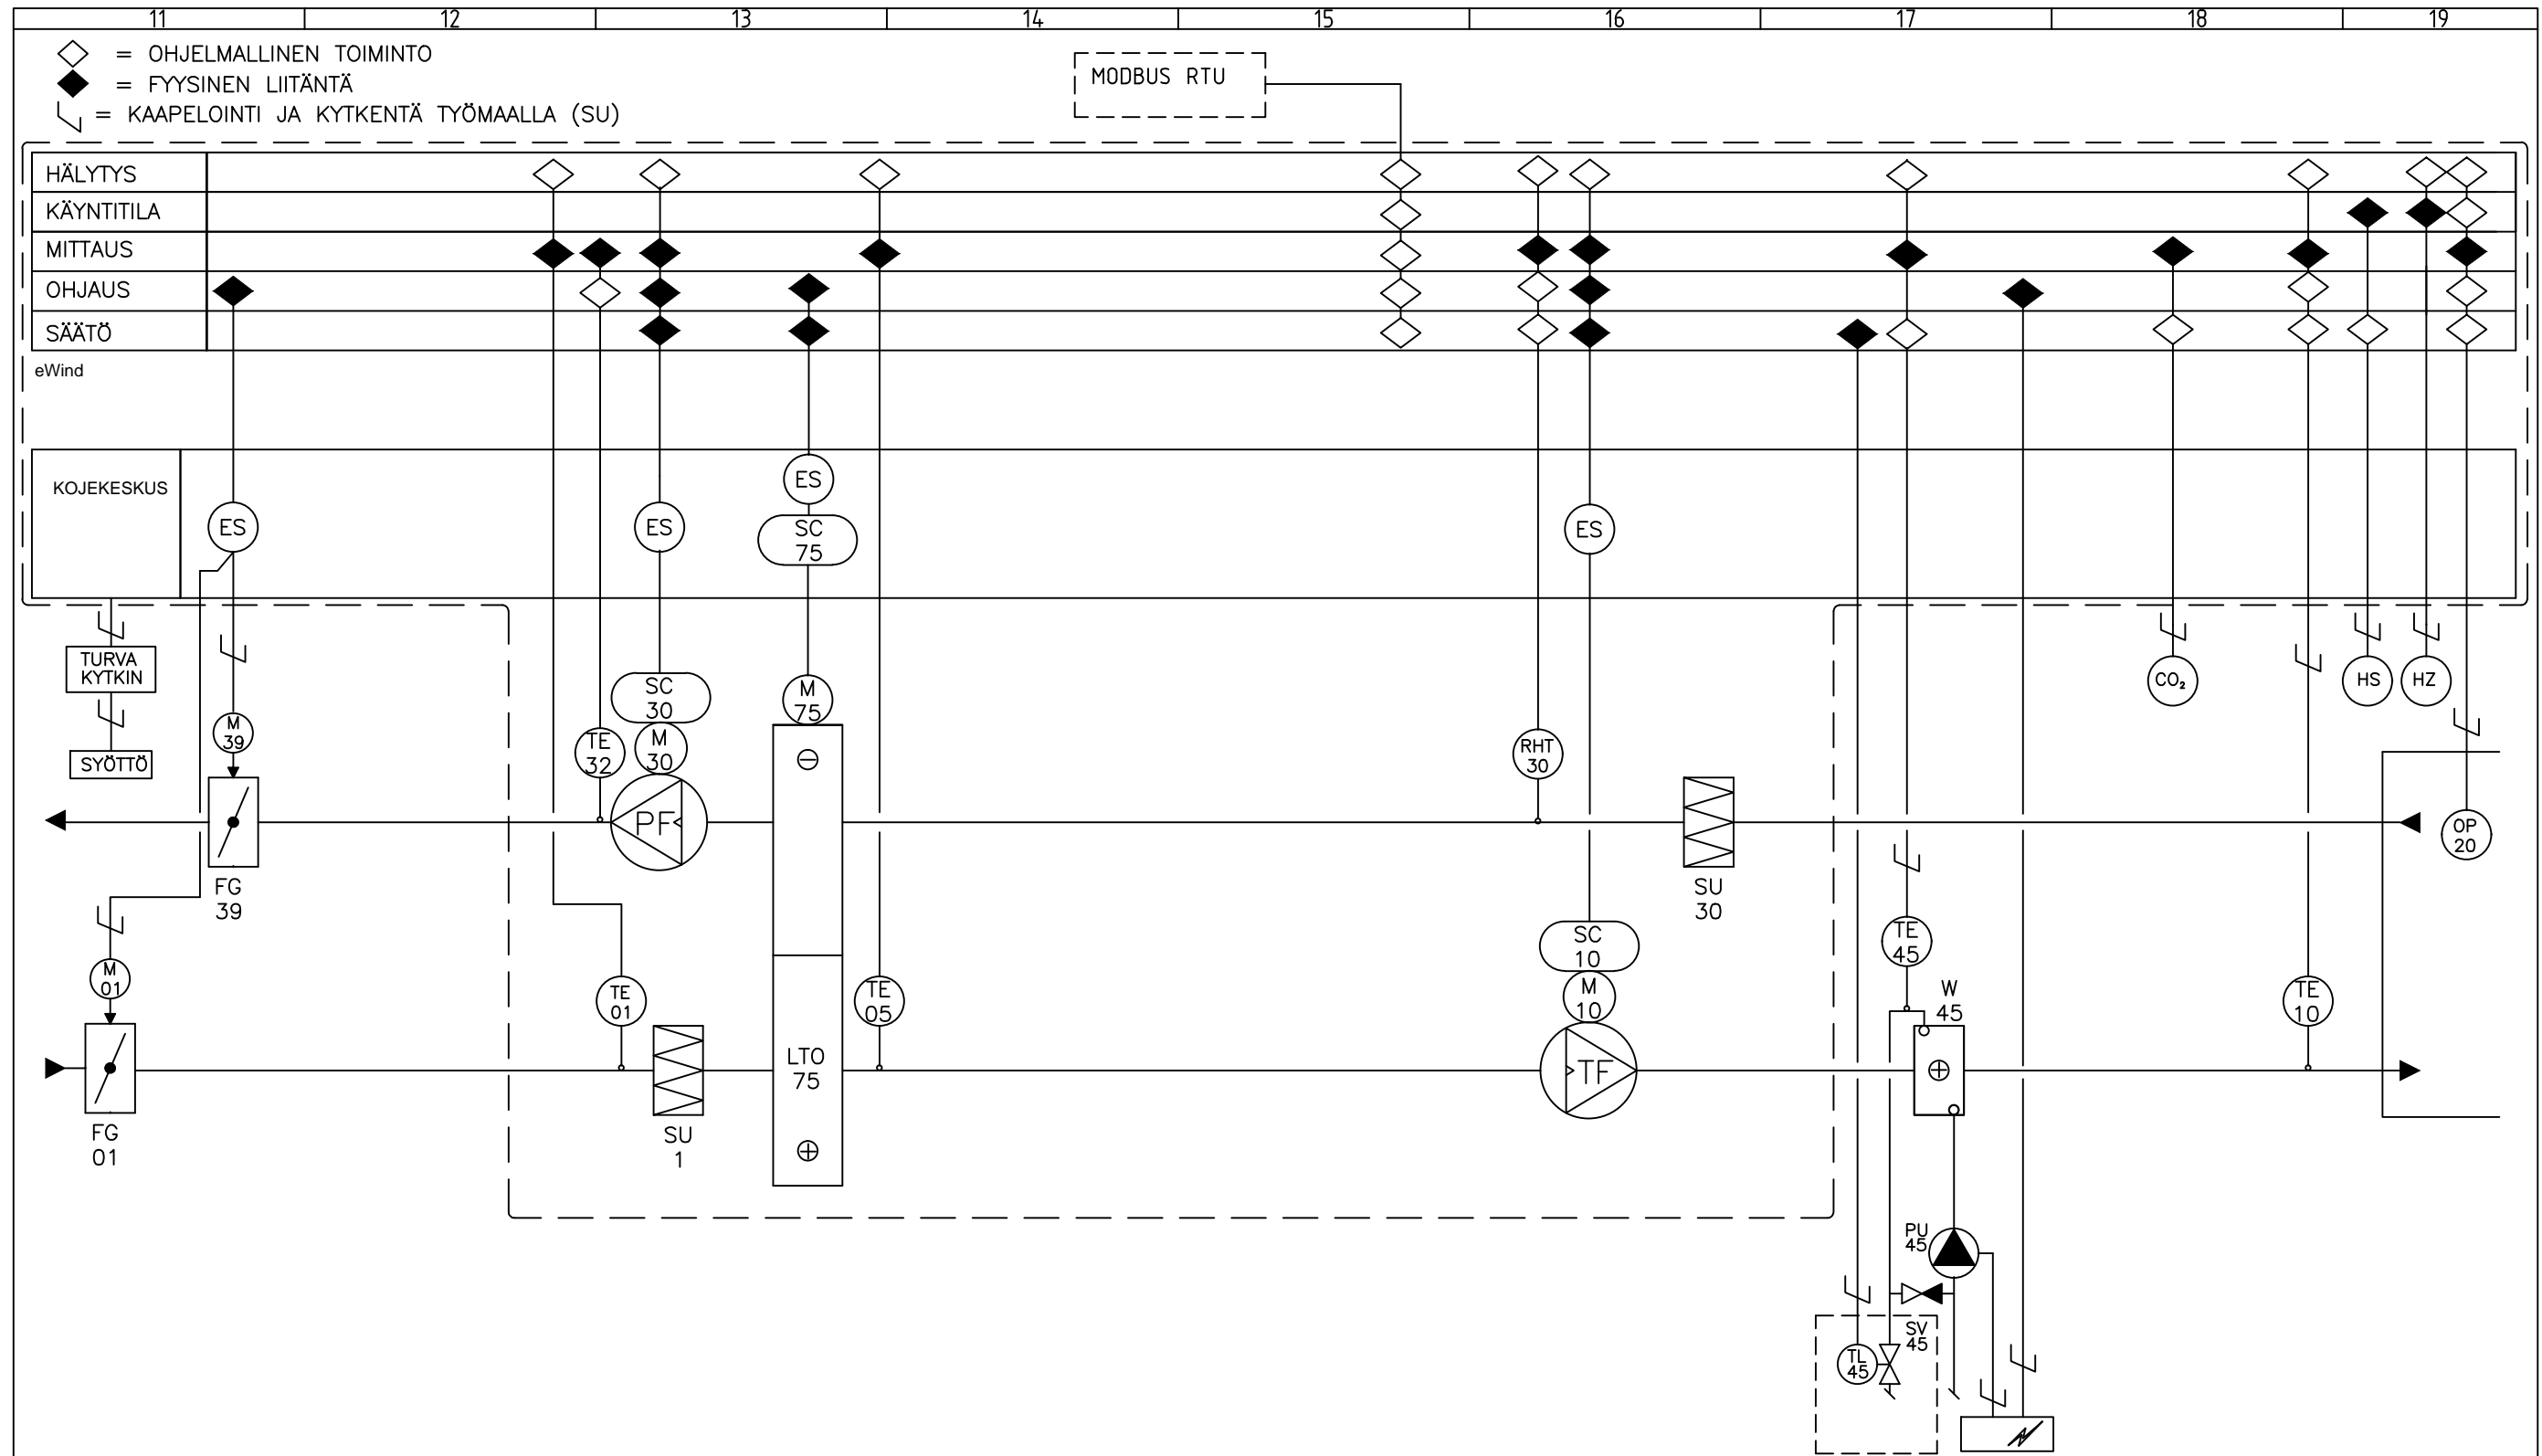 11 12 13 14 15 16 17 18 19
= OHJELMALLINEN TOIMINTO
= FYYSINEN LIITÄNTÄ
= KAAPELOINTI JA KYTKENTÄ TYÖMAALLA (SU)
MODBUS RTU
HÄLYTYS
KÄYNTITILA
MITTAUS
OHJAUS
SÄÄTÖ
eWind
KOJEKESKUS
ES
ES
ES
SC
75
ES
TURVA
KYTKIN
SYÖTTÖ
M
39
FG
39
M
01
FG
01
TE
32
SC
30
M
30
PF
M
75
TE
01
SU
1
LTO
75
TE
05
RHT
30
SC
10
M
10
TF
SU
30
TE
45
W
45
CO₂
HS
HZ
OP
20
TE
10
PU
45
SV
45
TL
45